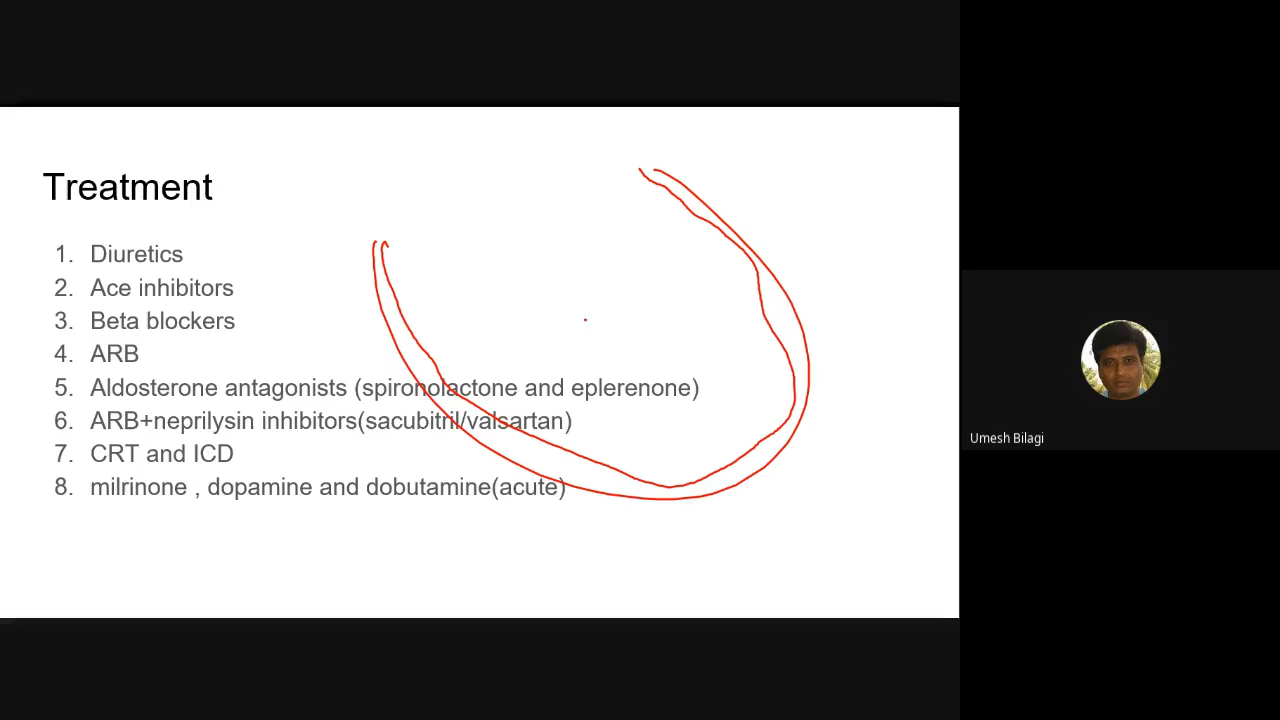 Treatment
1. Diuretics
2. Ace inhibitors
3. Beta blockers
4. ARB
5. Aldosterone antagonists (spironolactone and eplerenone)
6. ARB+neprilysin inhibitors(sacubitril/valsartan)
7. CRT and ICD
8. milrinone , dopamine and dobutamine(acute)
Umesh Bilagi